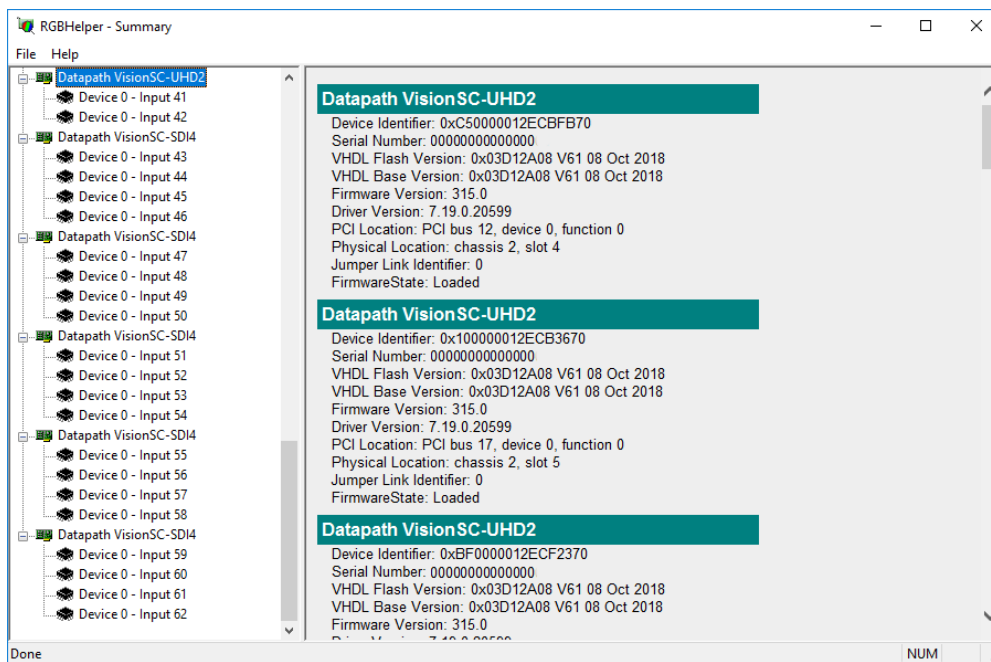 RGBHelper - Summary
File Help
Datapath VisionSC-UHD2
Device 0 - Input 41
Device 0 - Input 42
Datapath VisionSC-SDI4
Device 0 - Input 43
Device 0 - Input 44
Device 0 - Input 45
Device 0 - Input 46
Datapath VisionSC-SDI4
Device 0 - Input 47
Device 0 - Input 48
Device 0 - Input 49
Device 0 - Input 50
Datapath VisionSC-SDI4
Device 0 - Input 51
Device 0 - Input 52
Device 0 - Input 53
Device 0 - Input 54
Datapath VisionSC-SDI4
Device 0 - Input 55
Device 0 - Input 56
Device 0 - Input 57
Device 0 - Input 58
Datapath VisionSC-SDI4
Device 0 - Input 59
Device 0 - Input 60
Device 0 - Input 61
Device 0 - Input 62
Datapath VisionSC-UHD2
Device Identifier: 0xC50000012ECBFB70
Serial Number: 00000000000000
VHDL Flash Version: 0x03D12A08 V61 08 Oct 2018
VHDL Base Version: 0x03D12A08 V61 08 Oct 2018
Firmware Version: 315.0
Driver Version: 7.19.0.20599
PCI Location: PCI bus 12, device 0, function 0
Physical Location: chassis 2, slot 4
Jumper Link Identifier: 0
FirmwareState: Loaded
Datapath VisionSC-UHD2
Device Identifier: 0x100000012ECB3670
Serial Number: 00000000000000
VHDL Flash Version: 0x03D12A08 V61 08 Oct 2018
VHDL Base Version: 0x03D12A08 V61 08 Oct 2018
Firmware Version: 315.0
Driver Version: 7.19.0.20599
PCI Location: PCI bus 17, device 0, function 0
Physical Location: chassis 2, slot 5
Jumper Link Identifier: 0
FirmwareState: Loaded
Datapath VisionSC-UHD2
Device Identifier: 0xBF0000012ECF2370
Serial Number: 00000000000000
VHDL Flash Version: 0x03D12A08 V61 08 Oct 2018
VHDL Base Version: 0x03D12A08 V61 08 Oct 2018
Firmware Version: 315.0
Driver Version: 7.19.0.20599
Done
NUM